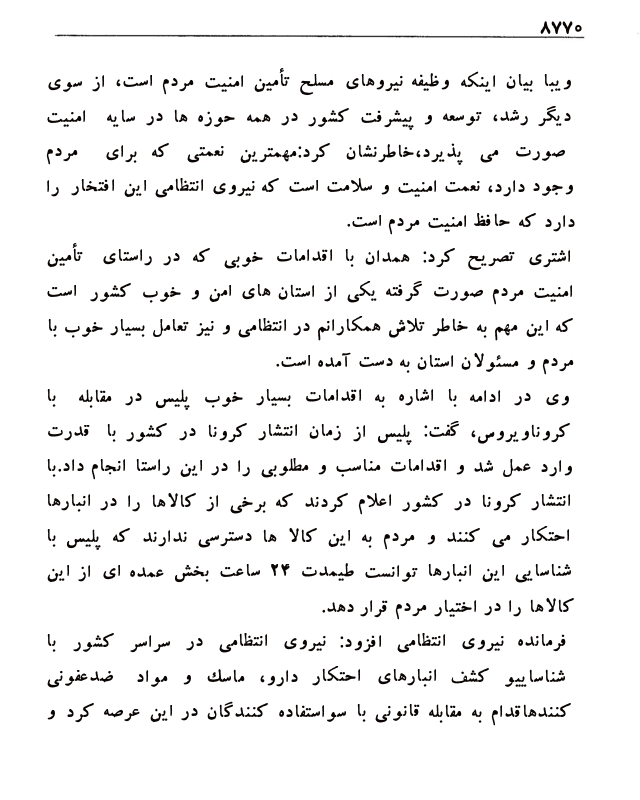 ۸۷۷۰
ویبا بیان اینکه وظیفه نیروهای مسلح تأمین امنیت مردم است، از سوی
دیگر رشد، توسعه و پیشرفت کشور در همه حوزه ها در سایه امنیت
صورت می پذیرد،خاطرنشان کرد:مهمترین نعمتی که برای مردم
وجود دارد، نعمت امنیت و سلامت است که نیروی انتظامی این افتخار را
دارد که حافظ امنیت مردم است.
اشتری تصریح کرد: همدان با اقدامات خوبی که در راستای تأمین
امنیت مردم صورت گرفته یکی از استان های امن و خوب کشور است
که این مهم به خاطر تلاش همکارانم در انتظامی و نیز تعامل بسیار خوب با
مردم و مسئولان استان به دست آمده است.
وی در ادامه با اشاره به اقدامات بسیار خوب پلیس در مقابله با
کروناویروس، گفت: پلیس از زمان انتشار کرونا در کشور با قدرت
وارد عمل شد و اقدامات مناسب و مطلوبی را در این راستا انجام داد.با
انتشار کرونا در کشور اعلام کردند که برخی از کالاها را در انبارها
احتکار می کنند و مردم به این کالا ها دسترسی ندارند که پلیس با
شناسایی این انبارها توانست طیمدت ۲۴ ساعت بخش عمده ای از این
کالاها را در اختیار مردم قرار دهد.
فرمانده نیروی انتظامی افزود: نیروی انتظامی در سراسر کشور با
شناساییو کشف انبارهای احتکار دارو، ماسك و مواد ضدعفونی
کنندهاقدام به مقابله قانونی با سواستفاده کنندگان در این عرصه کرد و